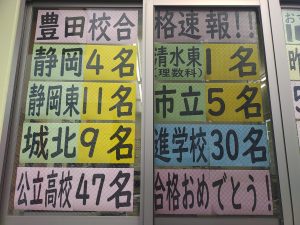 豊田校合格速報!!
静岡4名
清水東(理数科)1名
静岡東11名
市立5名
城北9名
進学校30名
公立高校47名
合格おめでとう!